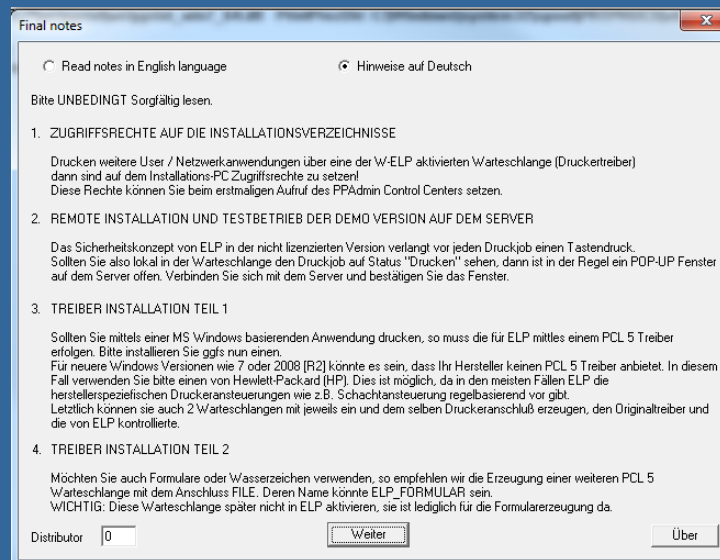 Final notes
Read notes in English language
Hinweise auf Deutsch
Bitte UNBEDINGT Sorgfältig lesen.
1. ZUGRIFFSRECHTE AUF DIE INSTALLATIONSVERZEICHNISSE
Drucken weitere User / Netzwerkanwendungen über eine der W-ELP aktivierten Warteschlange (Druckertreiber)
dann sind auf dem Installations-PC Zugriffsrechte zu setzen!
Diese Rechte können Sie beim erstmaligen Aufruf des PPAdmin Control Centers setzen.
2. REMOTE INSTALLATION UND TESTBETRIEB DER DEMO VERSION AUF DEM SERVER
Das Sicherheitskonzept von ELP in der nicht lizenzierten Version verlangt vor jeden Druckjob einen Tastendruck.
Sollten Sie also lokal in der Warteschlange den Druckjob auf Status "Drucken" sehen, dann ist in der Regel ein POP-UP Fenster
auf dem Server offen. Verbinden Sie sich mit dem Server und bestätigen Sie das Fenster.
3. TREIBER INSTALLATION TEIL 1
Sollten Sie mittels einer MS Windows basierenden Anwendung drucken, so muss die für ELP mittles einem PCL 5 Treiber
erfolgen. Bitte installieren Sie ggfs nun einen.
Für neuere Windows Versionen wie 7 oder 2008 [R2] könnte es sein, dass Ihr Hersteller keinen PCL 5 Treiber anbietet. In diesem
Fall verwenden Sie bitte einen von Hewlett-Packard (HP). Dies ist möglich, da in den meisten Fällen ELP die
herstellerspeziefischen Druckeransteuerungen wie z.B. Schachtansteuerung regelbasierend vor gibt.
Letztlich können sie auch 2 Warteschlangen mit jeweils ein und dem selben Druckeranschluß erzeugen, den Originaltreiber und
die von ELP kontrollierte.
4. TREIBER INSTALLATION TEIL 2
Möchten Sie auch Formulare oder Wasserzeichen verwenden, so empfehlen wir die Erzeugung einer weiteren PCL 5
Warteschlange mit dem Anschluss FILE. Deren Name könnte ELP_FORMULAR sein.
WICHTIG: Diese Warteschlange später nicht in ELP aktivieren, sie ist lediglich für die Formularerzeugung da.
Distributor 0 Weiter Über